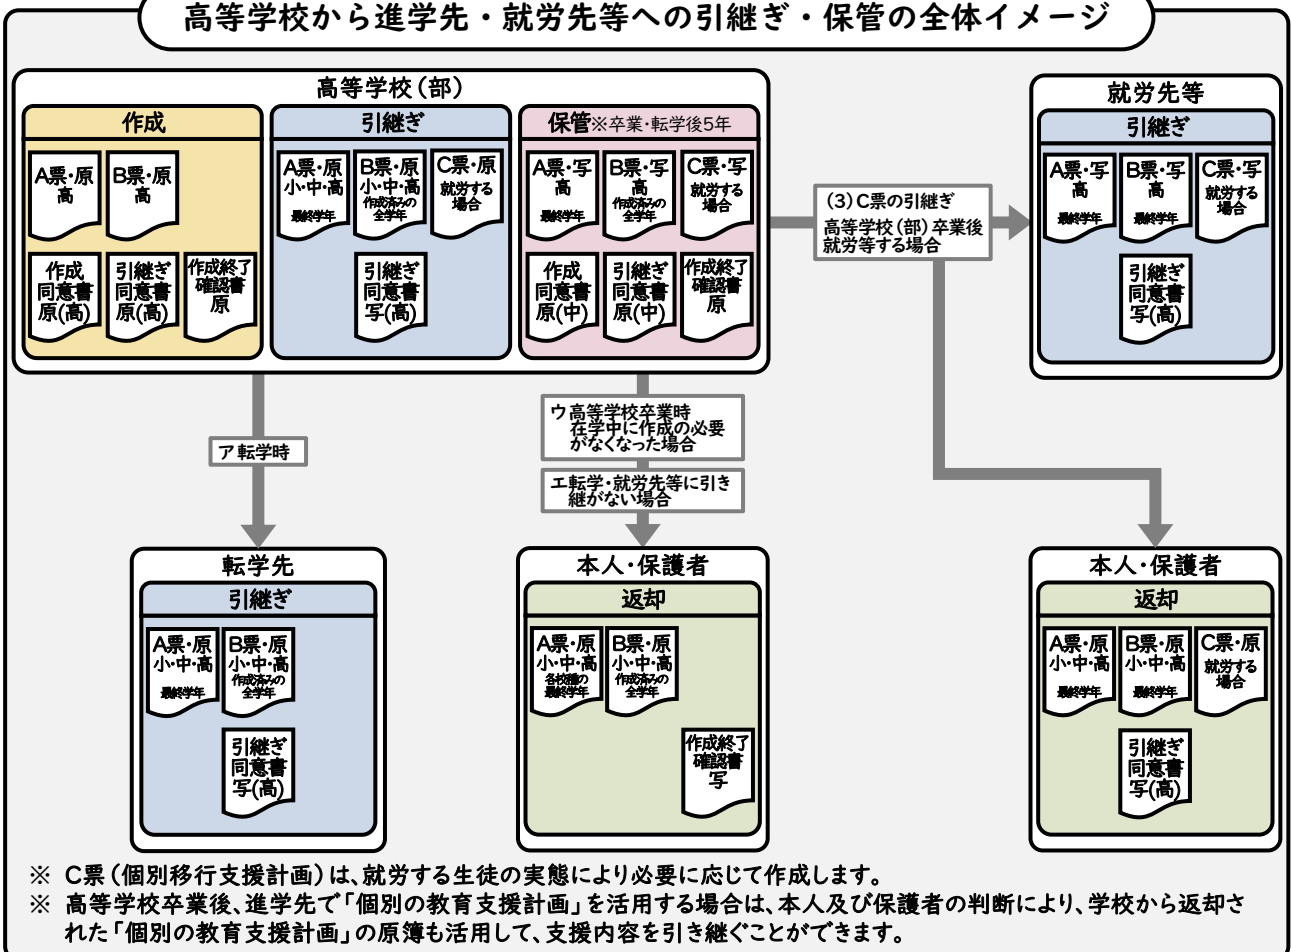 高等学校から進学先・就労先等への引継ぎ・保管の全体イメージ
高等学校(部)
作成
A票・原
高
B票・原
高
作成
同意書
原(高)
引継ぎ
同意書
原(高)
作成終了
確認書
原
引継ぎ
A票・原
小・中・高
最終学年
B票・原
小・中・高
作成済みの
全学年
C票・原
就労する
場合
引継ぎ
同意書
写(高)
保管※卒業・転学後5年
A票・写
高
最終学年
B票・写
高
作成済みの
全学年
C票・写
就労する
場合
作成
同意書
原(中)
引継ぎ
同意書
原(中)
作成終了
確認書
原
(3)C票の引継ぎ
高等学校(部)卒業後
就労等する場合
就労先等
引継ぎ
A票・写
高
最終学年
B票・写
高
最終学年
C票・写
就労する
場合
引継ぎ
同意書
写(高)
ア転学時
ウ高等学校卒業時
在学中に作成の必要
がなくなった場合
エ転学・就労先等に引き
継がない場合
転学先
引継ぎ
A票・原
小・中・高
最終学年
B票・原
小・中・高
作成済みの
全学年
引継ぎ
同意書
写(高)
本人・保護者
返却
A票・原
小・中・高
各校種の
最終学年
B票・原
小・中・高
作成済みの
全学年
作成終了
確認書
写
本人・保護者
返却
A票・原
小・中・高
最終学年
B票・原
小・中・高
最終学年
C票・原
就労する
場合
引継ぎ
同意書
写(高)
※ C票(個別移行支援計画)は、就労する生徒の実態により必要に応じて作成します。
※ 高等学校卒業後、進学先で「個別の教育支援計画」を活用する場合は、本人及び保護者の判断により、学校から返却さ
れた「個別の教育支援計画」の原簿も活用して、支援内容を引き継ぐことができます。